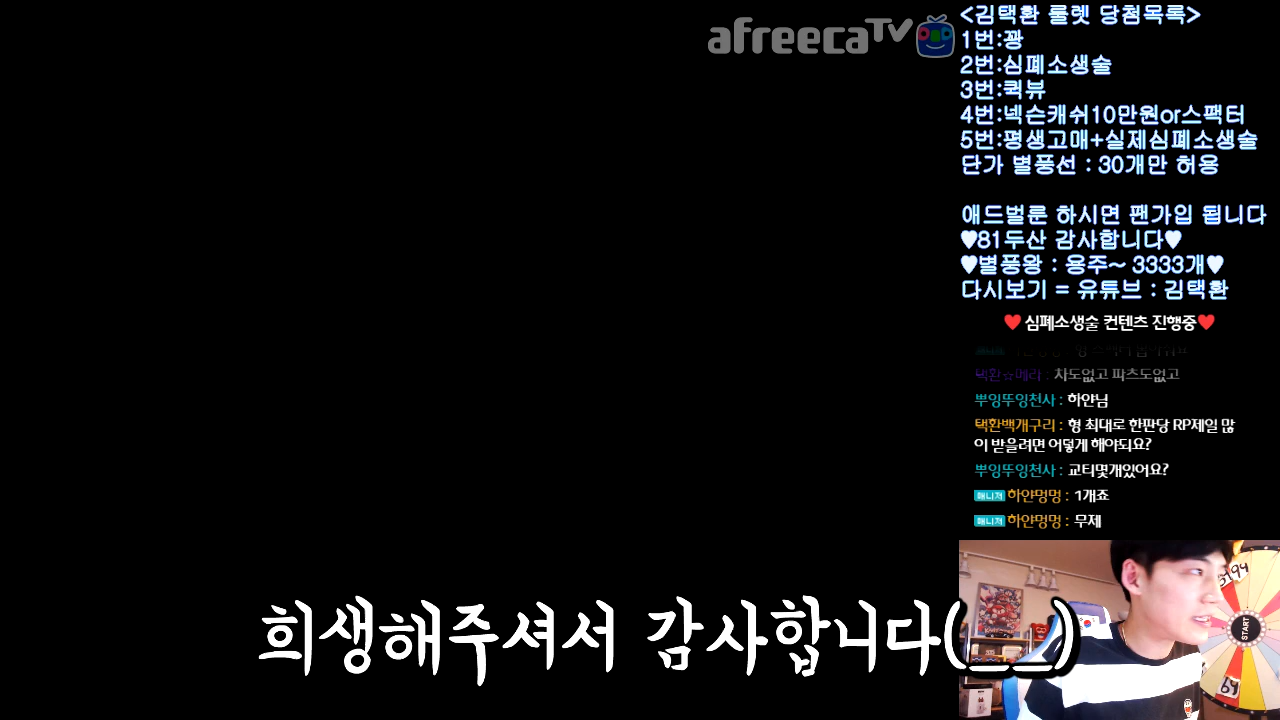 afreecaTV
<김택환 룰렛 당첨목록>
1번:꽝
2번:심폐소생술
3번:퀵뷰
4번:넥슨캐쉬10만원or스팩터
5번:평생고매+실제심폐소생술
단가 별풍선 : 30개만 허용
애드벌룬 하시면 팬가입 됩니다
♥81두산 감사합니다♥
♥별풍왕 : 용주~ 3333개♥
다시보기 = 유튜브 : 김택환
♥ 심폐소생술 컨텐츠 진행중♥
차도없고 파츠도없고
뿌잉뚜잉천사 : 하얀님
택환백개구리 : 형 최대로 한판당 RP제일 많
이 받을려면 어떻게 해야되요?
뿌잉뚜잉천사 : 교티몇개있어요?
매니저 하얀멍멍 : 1개죠
매니저 하얀멍멍 : 무제
START
희생해주셔서 감사합니다(__)